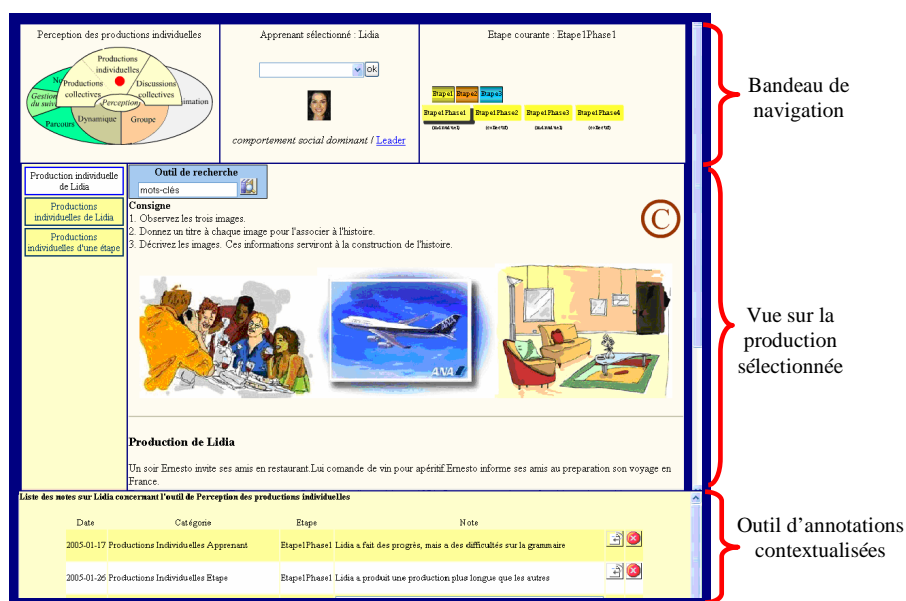 Perception des productions individuelles
Productions
individuelles
Productions
collectives
Discussions
collectives
Perception
Gestion
du suivi
imation
Parcours
Dynamique
Groupe
Apprenant sélectionné : Lidia
ok
comportement social dominant / Leader
Etape courante : Etape1Phase1
Etape1 Etape2 Etape3
Etape1Phase1 Etape1Phase2 Etape1Phase3 Etape1Phase4
Bandeau de
navigation
Production individuelle
de Lidia
Productions
individuelles de Lidia
Productions
individuelles d'une étape
Outil de recherche
mots-clés
Consigne
1. Observez les trois images.
2. Donnez un titre à chaque image pour l'associer à l'histoire.
3. Décrivez les images. Ces informations serviront à la construction de l'histoire.
C
ANA
Vue sur la
production
sélectionnée
Production de Lidia
Un soir Ernesto invite ses amis en restaurant.Lui comande de vin pour apéritif.Ernesto informe ses amis au preparation son voyage en
France.
Liste des notes sur Lidia concernant l'outil de Perception des productions individuelles
Date Catégorie Etape Note
2005-01-17 Productions Individuelles Apprenant Etape1Phase1 Lidia a fait des progrès, mais a des difficultés sur la grammaire
2005-01-26 Productions Individuelles Etape Etape1Phase1 Lidia a produit une production plus longue que les autres
Outil d'annotations
contextualisées